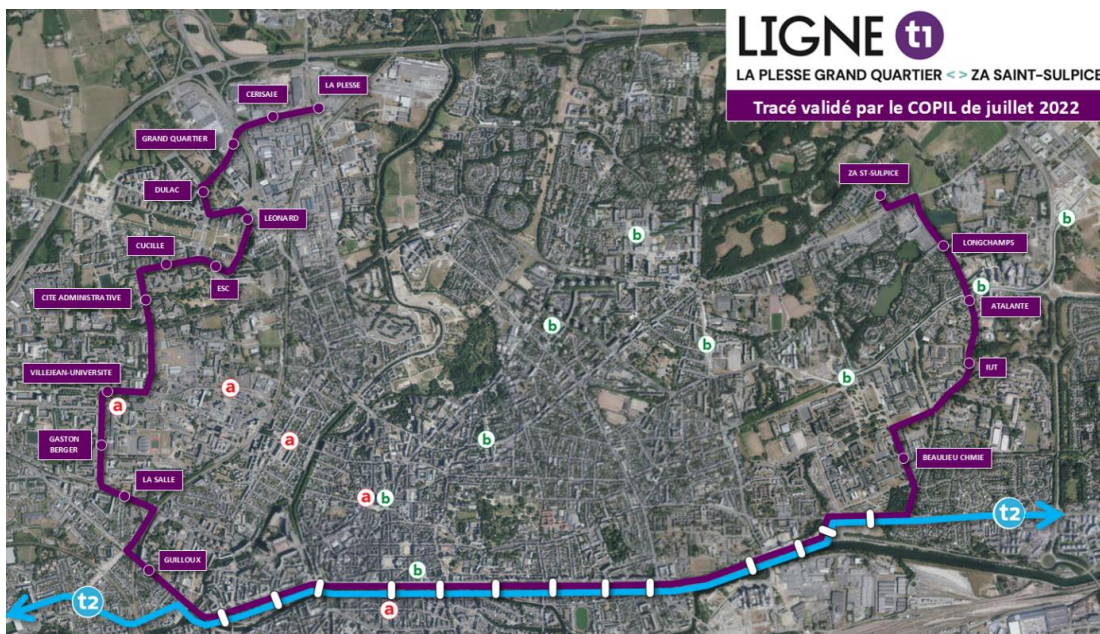 LIGNE t1
LA PLESSE GRAND QUARTIER <> ZA SAINT-SULPICE
Tracé validé par le COPIL de juillet 2022
LA PLESSE
CERISAIE
GRAND QUARTIER
DULAC
LEONARD
CUCILLE
ESC
CITE ADMINISTRATIVE
VILLEJEAN-UNIVERSITE
a
a
a
GASTON
BERGER
LA SALLE
GUILLOUX
t2
a b
b
a
b
b
b
b
b
b
b
ZA ST-SULPICE
LONGCHAMPS
ATALANTE
IUT
BEAULIEU CHMIE
t2